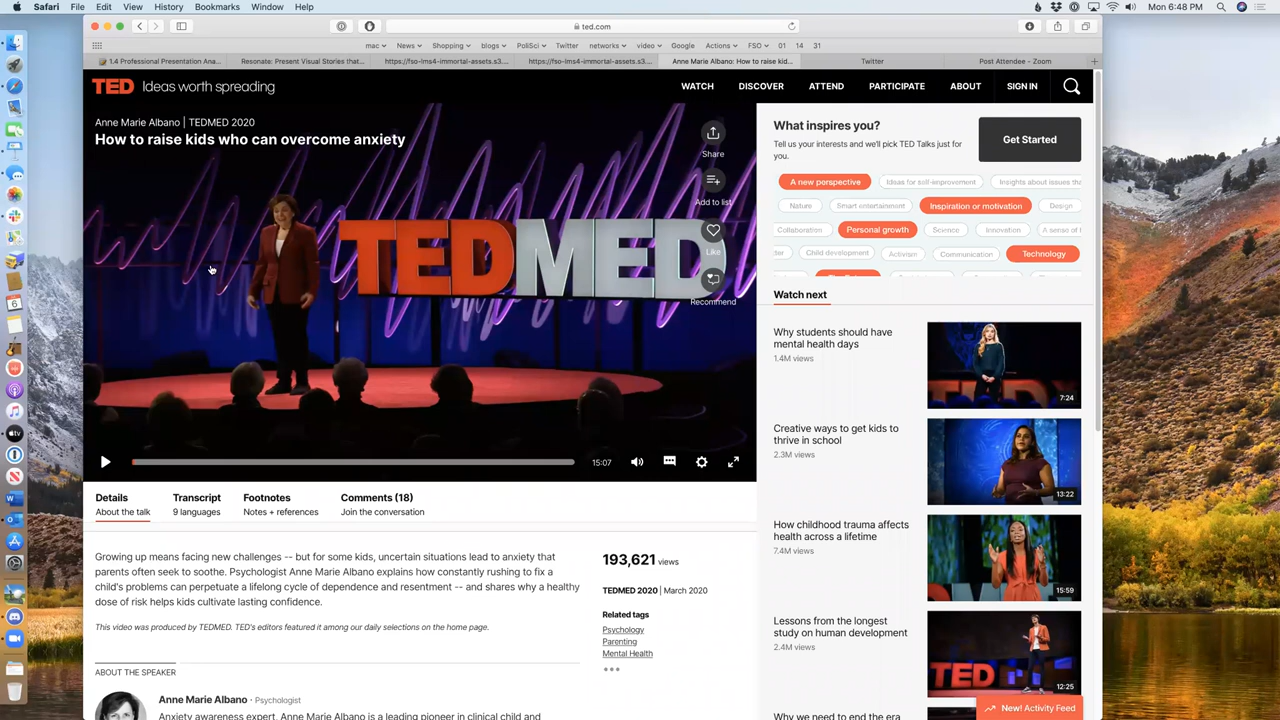 Safari File Edit View History Bookmarks Window Help
Mon 6:48 PM
ted.com
mac News Shopping blogs PoliSci Twitter networks video Google Actions FSO 01 14 31
1.4 Professional Presentation Ana... Resonate: Present Visual Stories that... https://fso-lms4-immortal-assets.s3.... https://fso-lms4-immortal-assets.s3.... Anne Marie Albano: How to raise kid... Twitter Post Attendee - Zoom
TED Ideas worth spreading
WATCH DISCOVER ATTEND PARTICIPATE ABOUT SIGN IN
Anne Marie Albano | TEDMED 2020
How to raise kids who can overcome anxiety
Share
Add to list
Like
Recommend
TEDMED
15:07
What inspires you?
Tell us your interests and we'll pick TED Talks just for
you.
Get Started
A new perspective Ideas for self-improvement Insights about issues tha
Nature Smart entertainment Inspiration or motivation Design
Collaboration Personal growth Science Innovation A sense of
Child development Activism Communication Technology
Watch next
Why students should have
mental health days
1.4M views
7:24
Creative ways to get kids to
thrive in school
2.3M views
13:22
How childhood trauma affects
health across a lifetime
7.4M views
15:59
Lessons from the longest
study on human development
2.4M views
TED
12:25
Why we need to end the era
New! Activity Feed
Details Transcript Footnotes Comments (18)
About the talk 9 languages Notes + references Join the conversation
Growing up means facing new challenges -- but for some kids, uncertain situations lead to anxiety that
parents often seek to soothe. Psychologist Anne Marie Albano explains how constantly rushing to fix a
child's problems can perpetuate a lifelong cycle of dependence and resentment -- and shares why a healthy
dose of risk helps kids cultivate lasting confidence.
This video was produced by TEDMED. TED's editors featured it among our daily selections on the home page.
193,621 views
TEDMED 2020 | March 2020
Related tags
Psychology
Parenting
Mental Health
ABOUT THE SPEAKER
Anne Marie Albano · Psychologist
Anxiety awareness expert, Anne Marie Albano is a leading pioneer in clinical child and